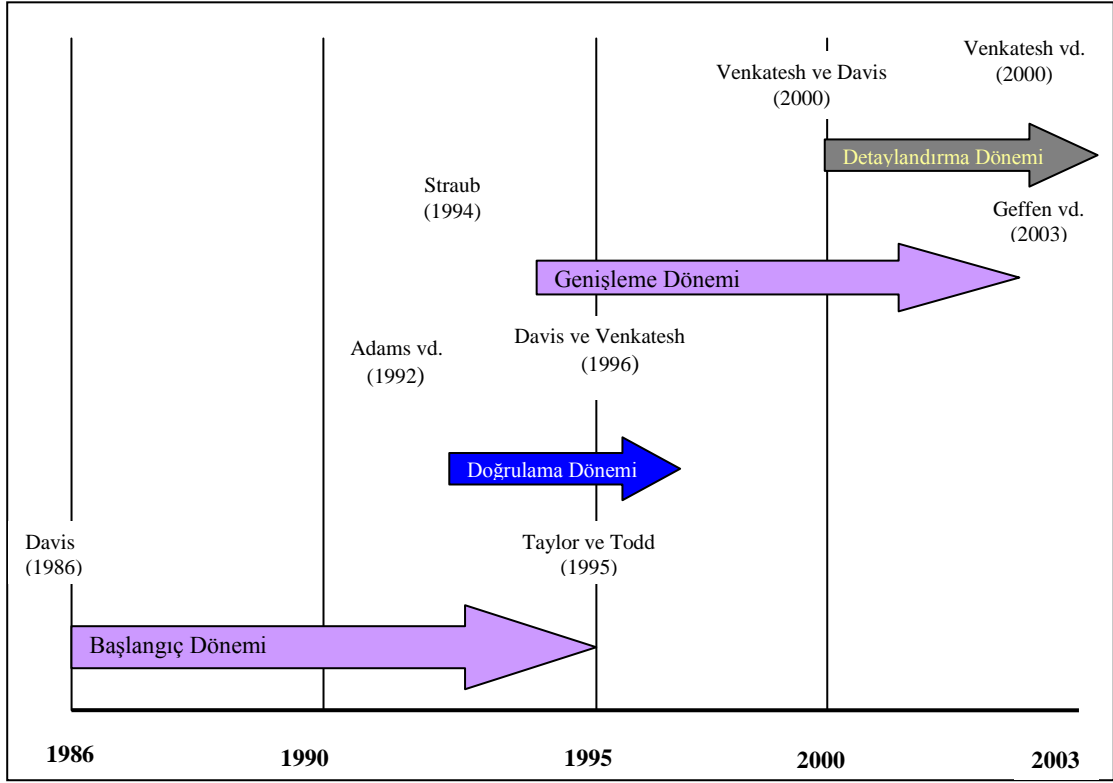 Venkatesh vd.
(2000)
Venkatesh ve Davis
(2000)
Detaylandırma Dönemi
Straub
(1994)
Geffen vd.
(2003)
Genişleme Dönemi
Davis ve Venkatesh
(1996)
Adams vd.
(1992)
Doğrulama Dönemi
Davis
(1986)
Taylor ve Todd
(1995)
Başlangıç Dönemi
1986 1990 1995 2000 2003